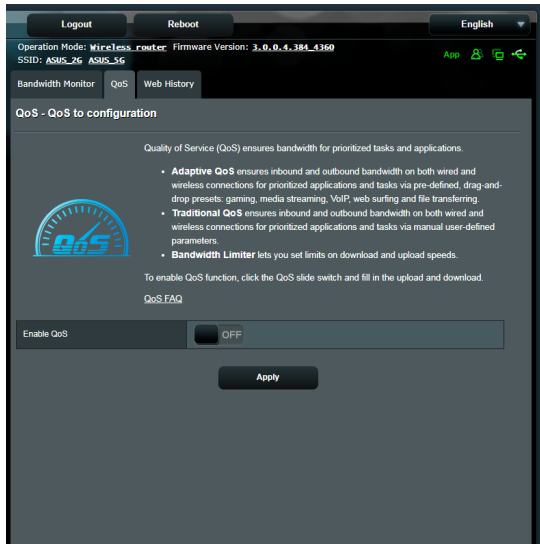 Logout Reboot English
Operation Mode: Wireless router Firmware Version: 3.0.0.4.384_4360
SSID: ASUS_2G ASUS_5G
App
Bandwidth Monitor QoS Web History
QoS - QoS to configuration
Quality of Service (QoS) ensures bandwidth for prioritized tasks and applications.
• Adaptive QoS ensures inbound and outbound bandwidth on both wired and
wireless connections for prioritized applications and tasks via pre-defined, drag-and-
drop presets: gaming, media streaming, VoIP, web surfing and file transferring.
• Traditional QoS ensures inbound and outbound bandwidth on both wired and
wireless connections for prioritized applications and tasks via manual user-defined
parameters.
• Bandwidth Limiter lets you set limits on download and upload speeds.
QoS
To enable QoS function, click the QoS slide switch and fill in the upload and download.
QoS FAQ
Enable QoS OFF
Apply